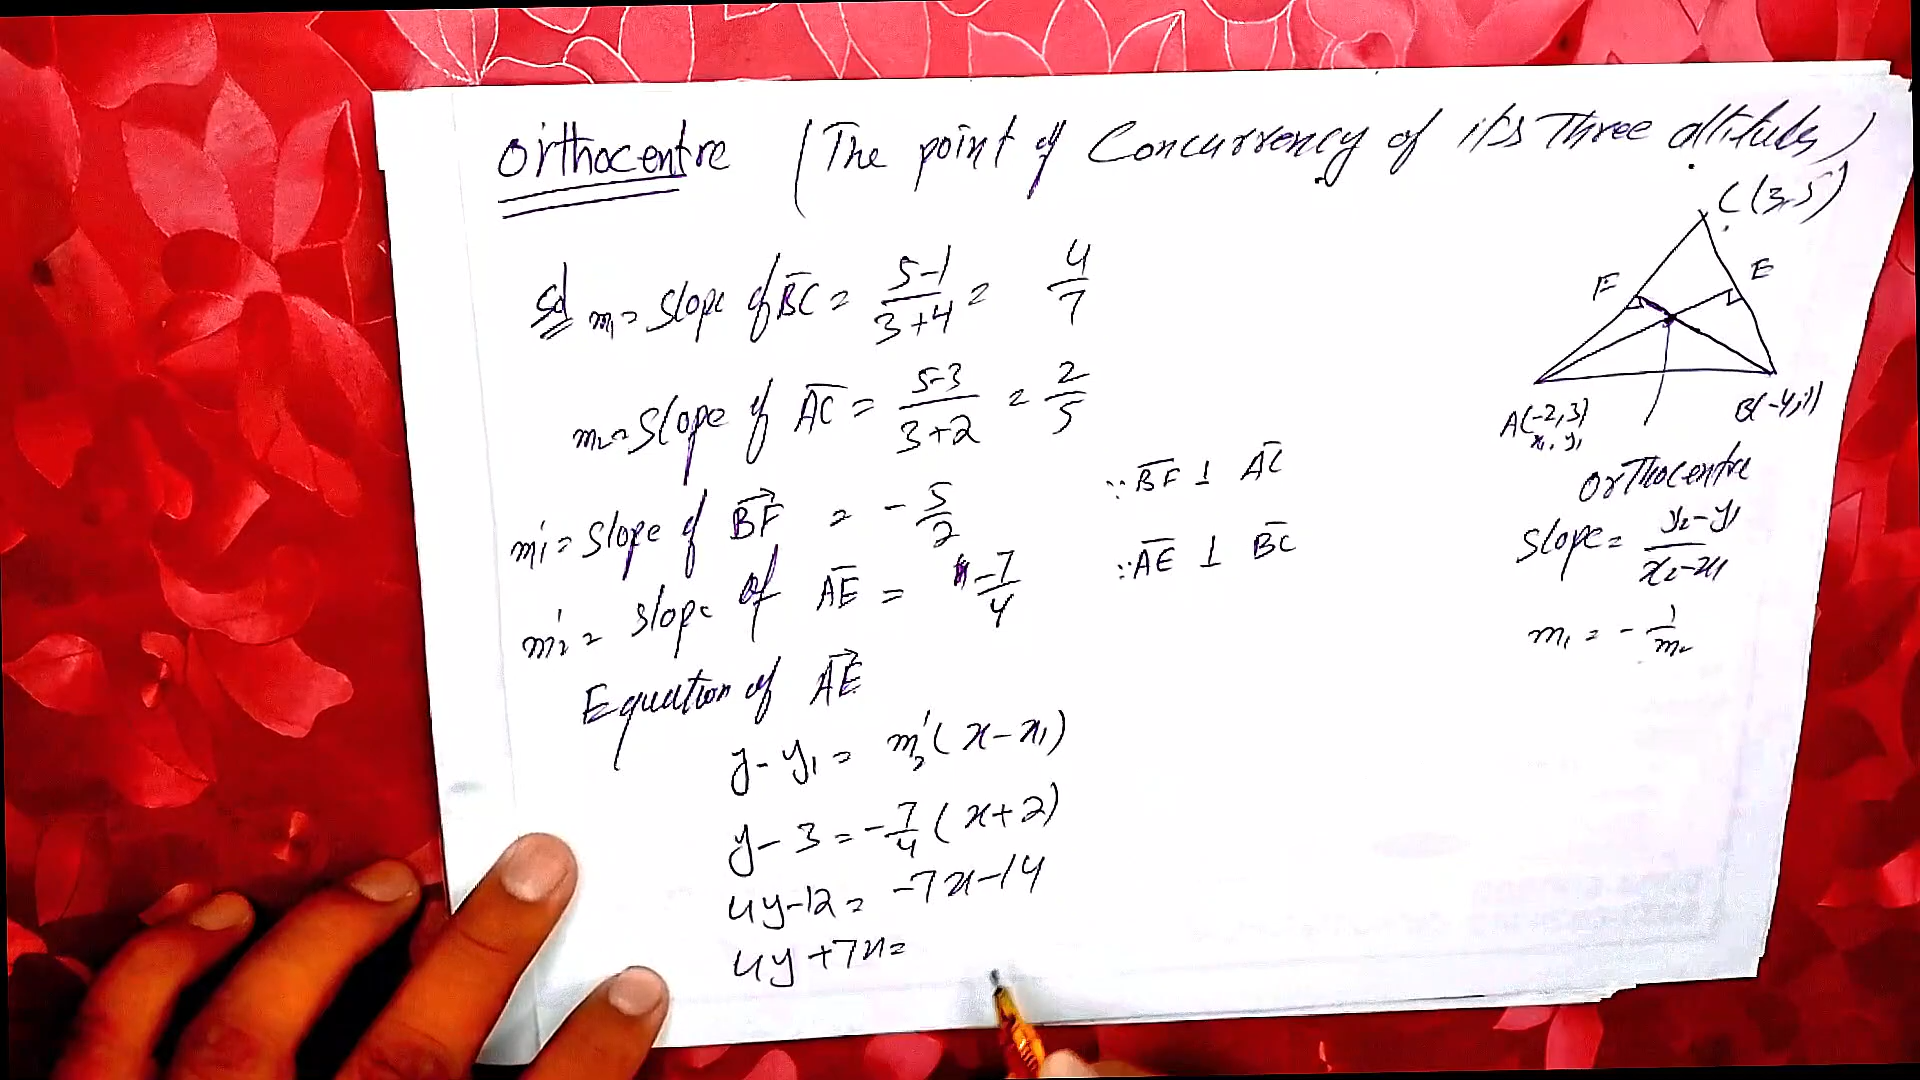 Orthocentre (The point of Concurrency of its Three altitudes)
C(3,5)
Sol m₁ = Slope of BC = 5-1/3+4 = 4/7
F E
m₂ = Slope of AC = 5-3/3+2 = 2/5
A(-2,3) B(-4,1)
x₁, y₁
m₁' = Slope of BF = -5/2 ∵ BF ⊥ AC
Orthocentre
m₂' = Slope of AE = -7/4 ∵ AE ⊥ BC
Slope = y₂-y₁/x₂-x₁
m₁ = -1/m₂
Equation of AE
y-y₁ = m₂'(x-x₁)
y-3 = -7/4(x+2)
4y-12 = -7x-14
4y+7x=